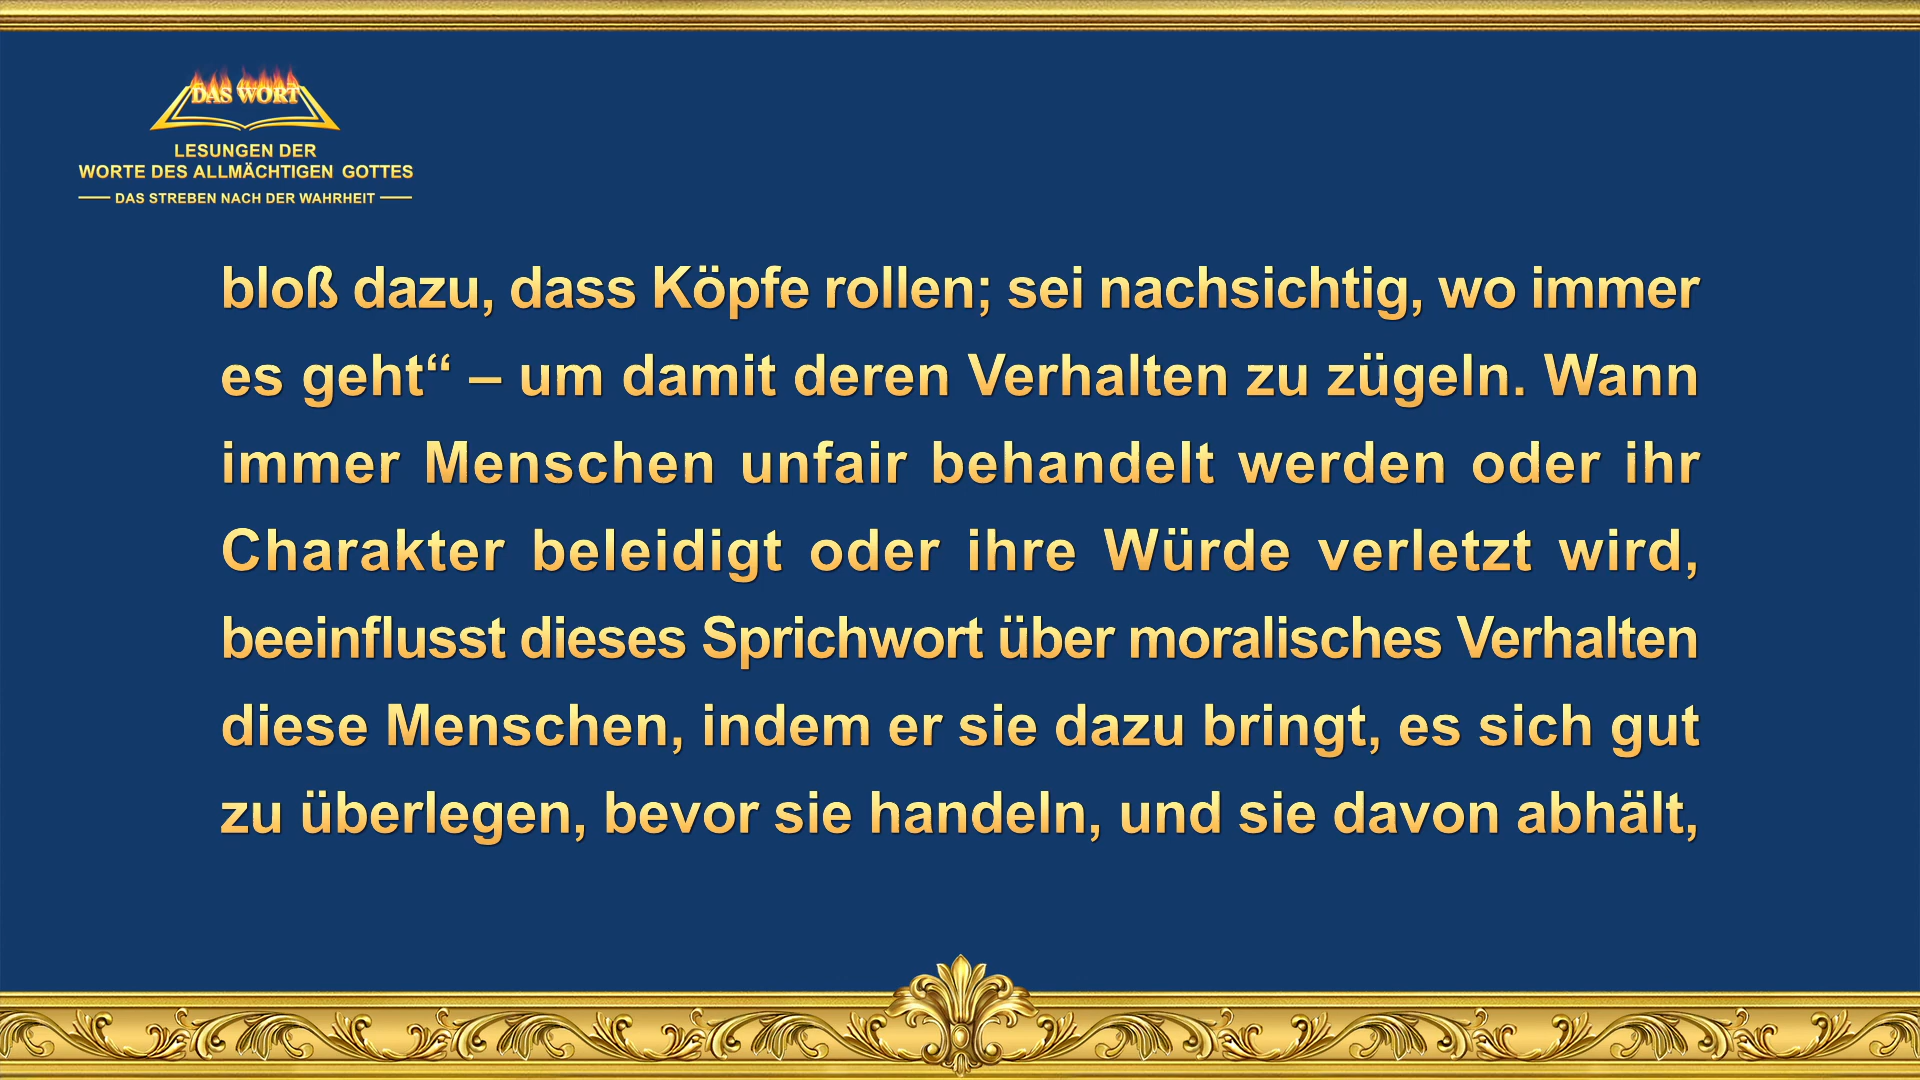 DAS WORT
LESUNGEN DER
WORTE DES ALLMÄCHTIGEN GOTTES
DAS STREBEN NACH DER WAHRHEIT
bloß dazu, dass Köpfe rollen; sei nachsichtig, wo immer
es geht“ – um damit deren Verhalten zu zügeln. Wann
immer Menschen unfair behandelt werden oder ihr
Charakter beleidigt oder ihre Würde verletzt wird,
beeinflusst dieses Sprichwort über moralisches Verhalten
diese Menschen, indem er sie dazu bringt, es sich gut
zu überlegen, bevor sie handeln, und sie davon abhält,